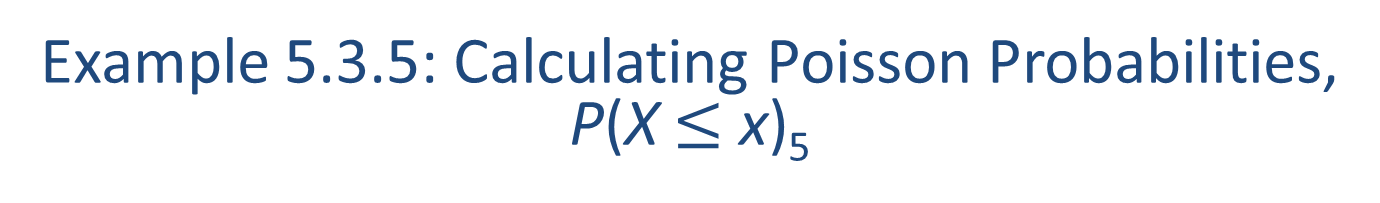 Example 5.3.5: Calculating Poisson Probabilities,
P(X ≤ x)₅